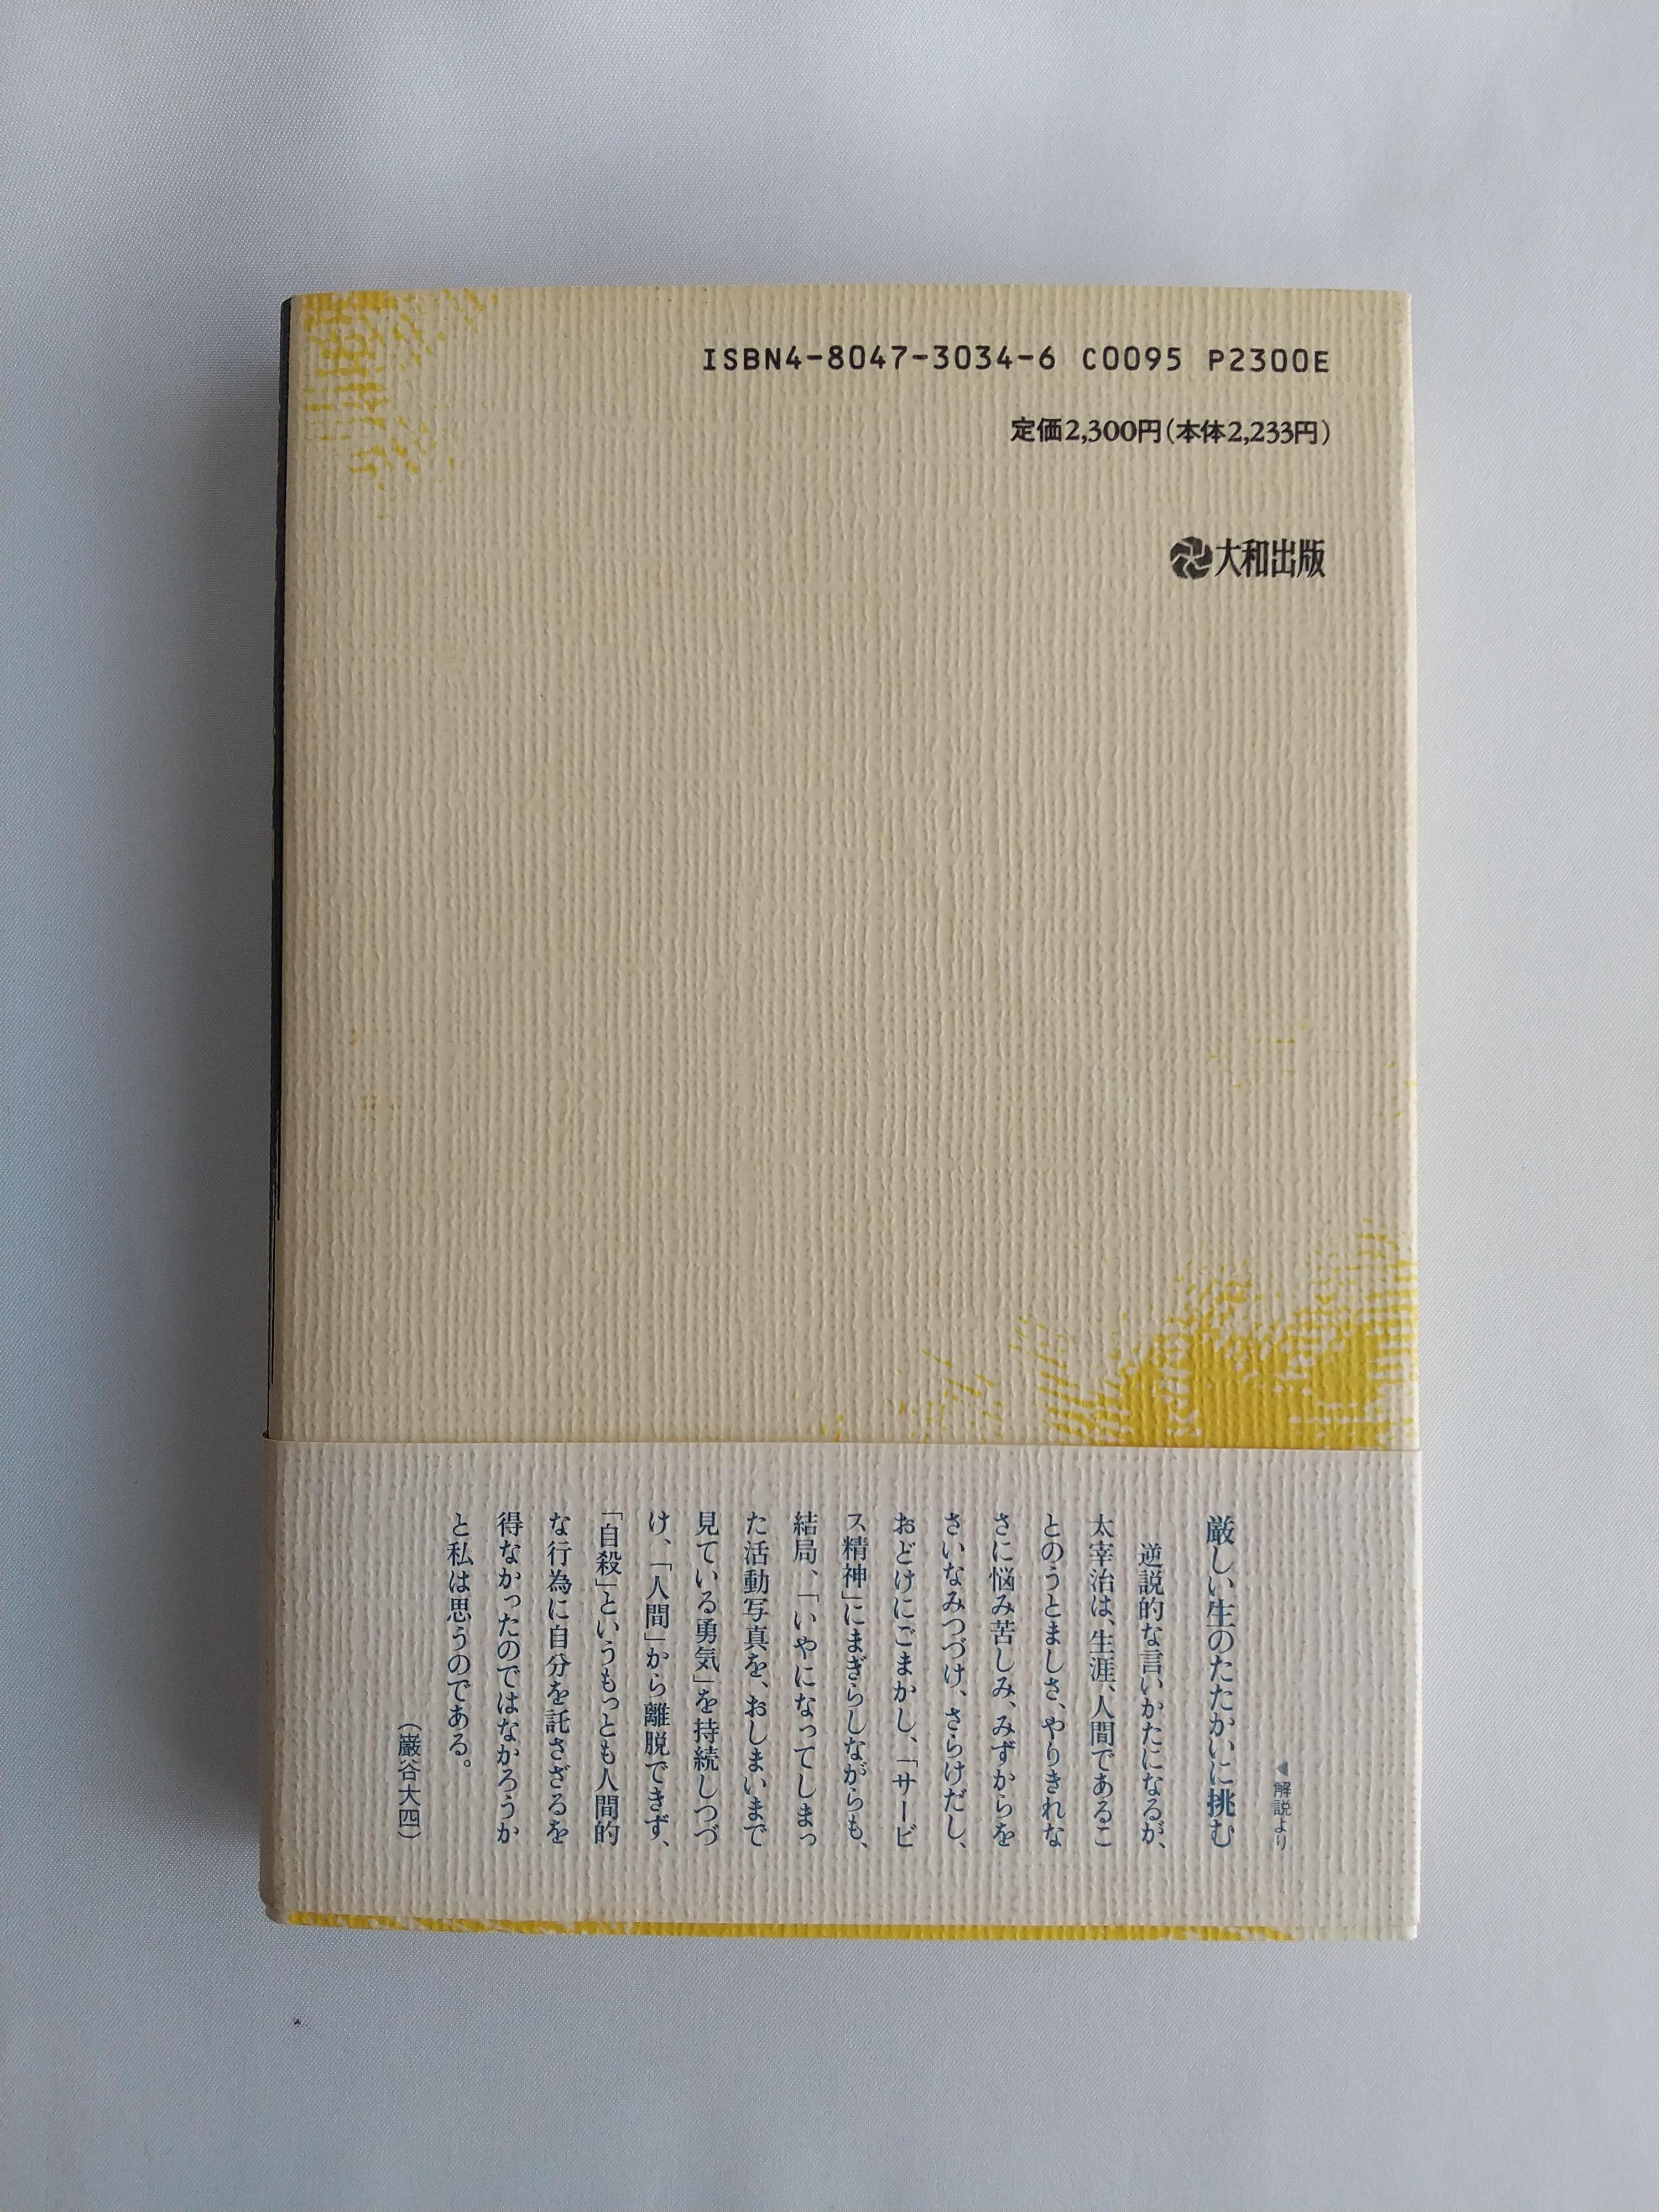 ISBN4-8047-3034-6 C0095 P2300E
定価2,300円(本体2,233円)
大和出版
◀解説より
厳しい生のたたかいに挑む
逆説的な言いかたになるが、
太宰治は、生涯、人間であるこ
とのうとましさ、やりきれな
さに悩み苦しみ、みずからを
さいなみつづけ、さらけだし、
おどけにごまかし、「サービ
ス精神」にまぎらしながらも、
結局、「いやになってしまっ
た活動写真を、おしまいまで
見ている勇気」を持続しつづ
け、「人間」から離脱できず、
「自殺」というもっとも人間的
な行為に自分を託さざるを
得なかったのではなかろうか
と私は思うのである。
(巌谷大四)